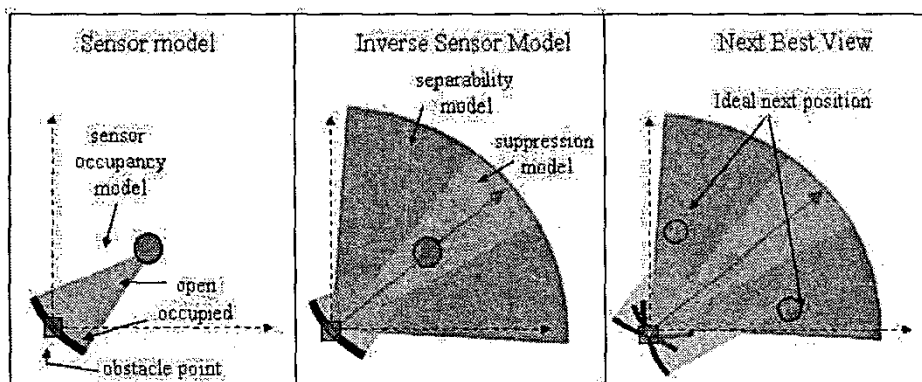 Sensor model
sensor
occupancy
model
open
occupied
obstacle point
Inverse Sensor Model
separability
model
suppression
model
Next Best View
Ideal next position